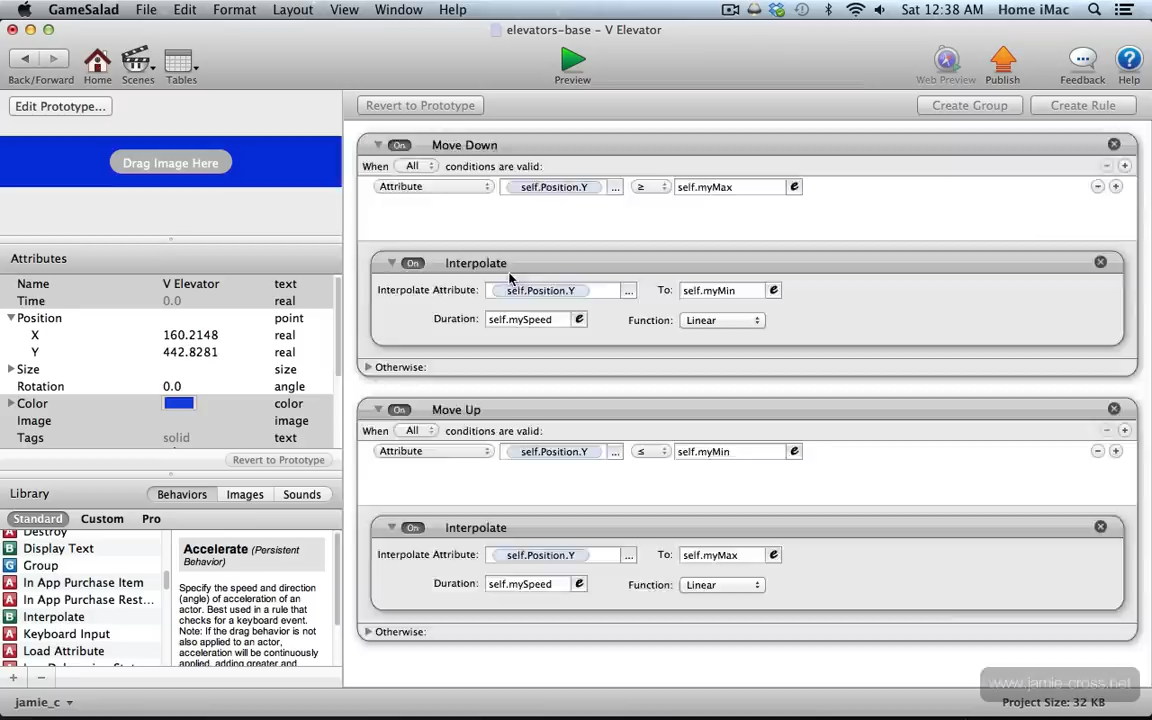 GameSalad File Edit Format Layout View Window Help Sat 12:38 AM Home iMac
elevators-base – V Elevator
Back/Forward Home Scenes Tables Preview Web Preview Publish Feedback Help
Edit Prototype... Revert to Prototype Create Group Create Rule
Drag Image Here
Attributes
Name V Elevator text
Time 0.0 real
Position point
X 160.2148 real
Y 442.8281 real
Size size
Rotation 0.0 angle
Color color
Image image
Tags solid text
Revert to Prototype
Library Behaviors Images Sounds
Standard Custom Pro
Destroy
Display Text
Group
In App Purchase Item
In App Purchase Rest...
Interpolate
Keyboard Input
Load Attribute
Accelerate (Persistent
Behavior)
Specify the speed and direction
(angle) of acceleration of an
actor. Best used in a rule that
checks for a keyboard event.
Note: If the drag behavior is not
also applied to an actor,
acceleration will be continuously
applied, adding greater and
jamie_c
On Move Down
When All conditions are valid:
Attribute self.Position.Y ... ≥ self.myMax e
On Interpolate
Interpolate Attribute: self.Position.Y ... To: self.myMin e
Duration: self.mySpeed e Function: Linear
Otherwise:
On Move Up
When All conditions are valid:
Attribute self.Position.Y ... ≤ self.myMin e
On Interpolate
Interpolate Attribute: self.Position.Y ... To: self.myMax e
Duration: self.mySpeed e Function: Linear
Otherwise:
www.jamie-cross.net
Project Size: 32 KB